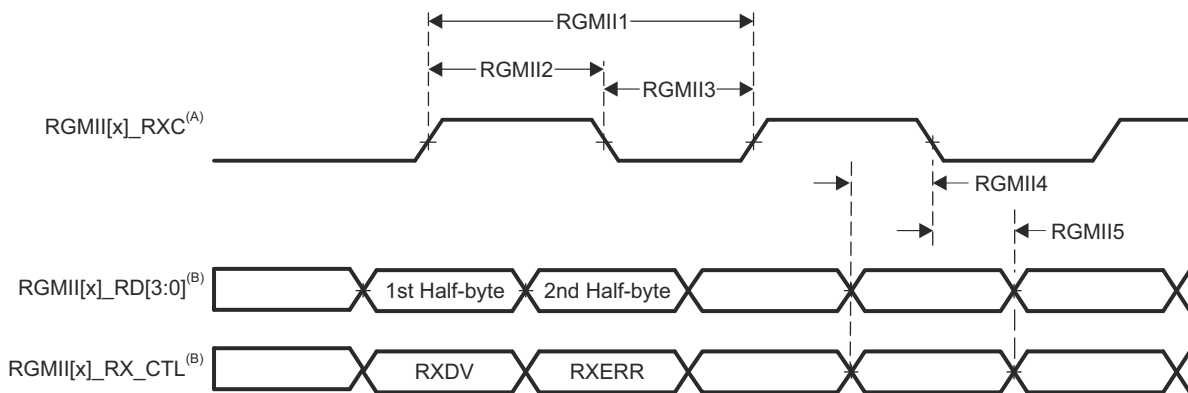 RGMII1
RGMII2
RGMII3
RGMII[x]_RXC(A)
RGMII4
RGMII5
RGMII[x]_RD[3:0](B)
1st Half-byte
2nd Half-byte
RGMII[x]_RX_CTL(B)
RXDV
RXERR